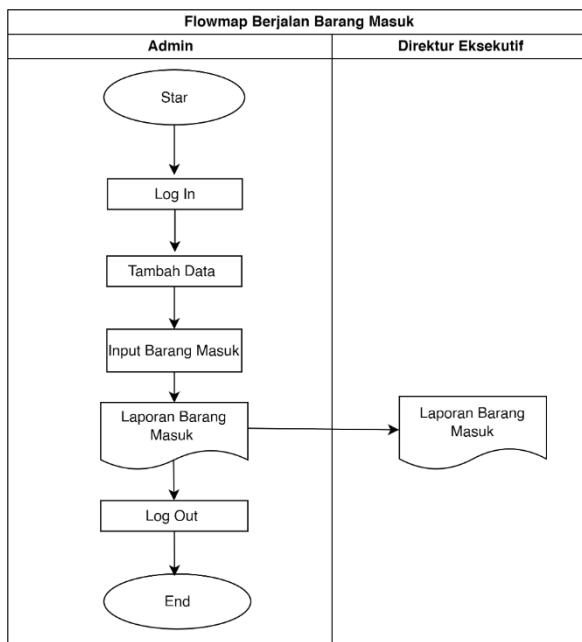 Flowmap Berjalan Barang Masuk
Admin
Direktur Eksekutif
Star
Log In
Tambah Data
Input Barang Masuk
Laporan Barang
Masuk
Laporan Barang
Masuk
Log Out
End